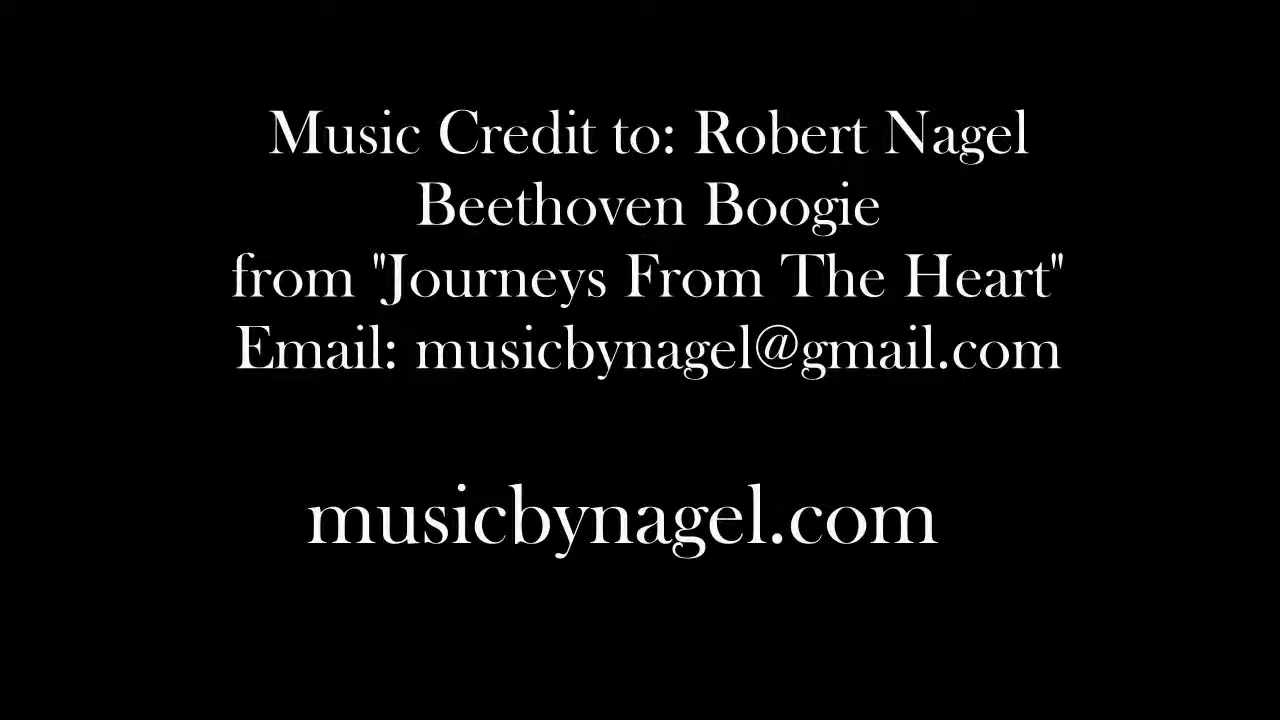 Music Credit to: Robert Nagel
Beethoven Boogie
from "Journeys From The Heart"
Email: musicbynagel@gmail.com
musicbynagel.com